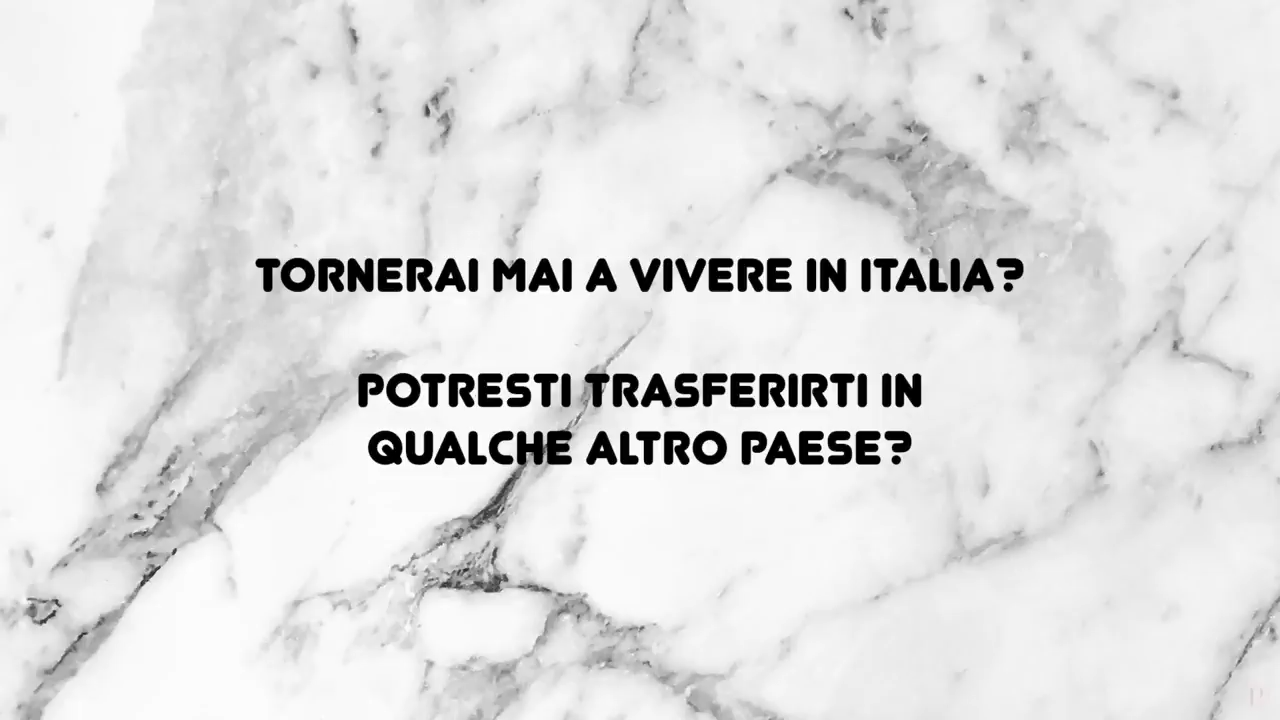 TORNERAI MAI A VIVERE IN ITALIA?
POTRESTI TRASFERIRTI IN
QUALCHE ALTRO PAESE?